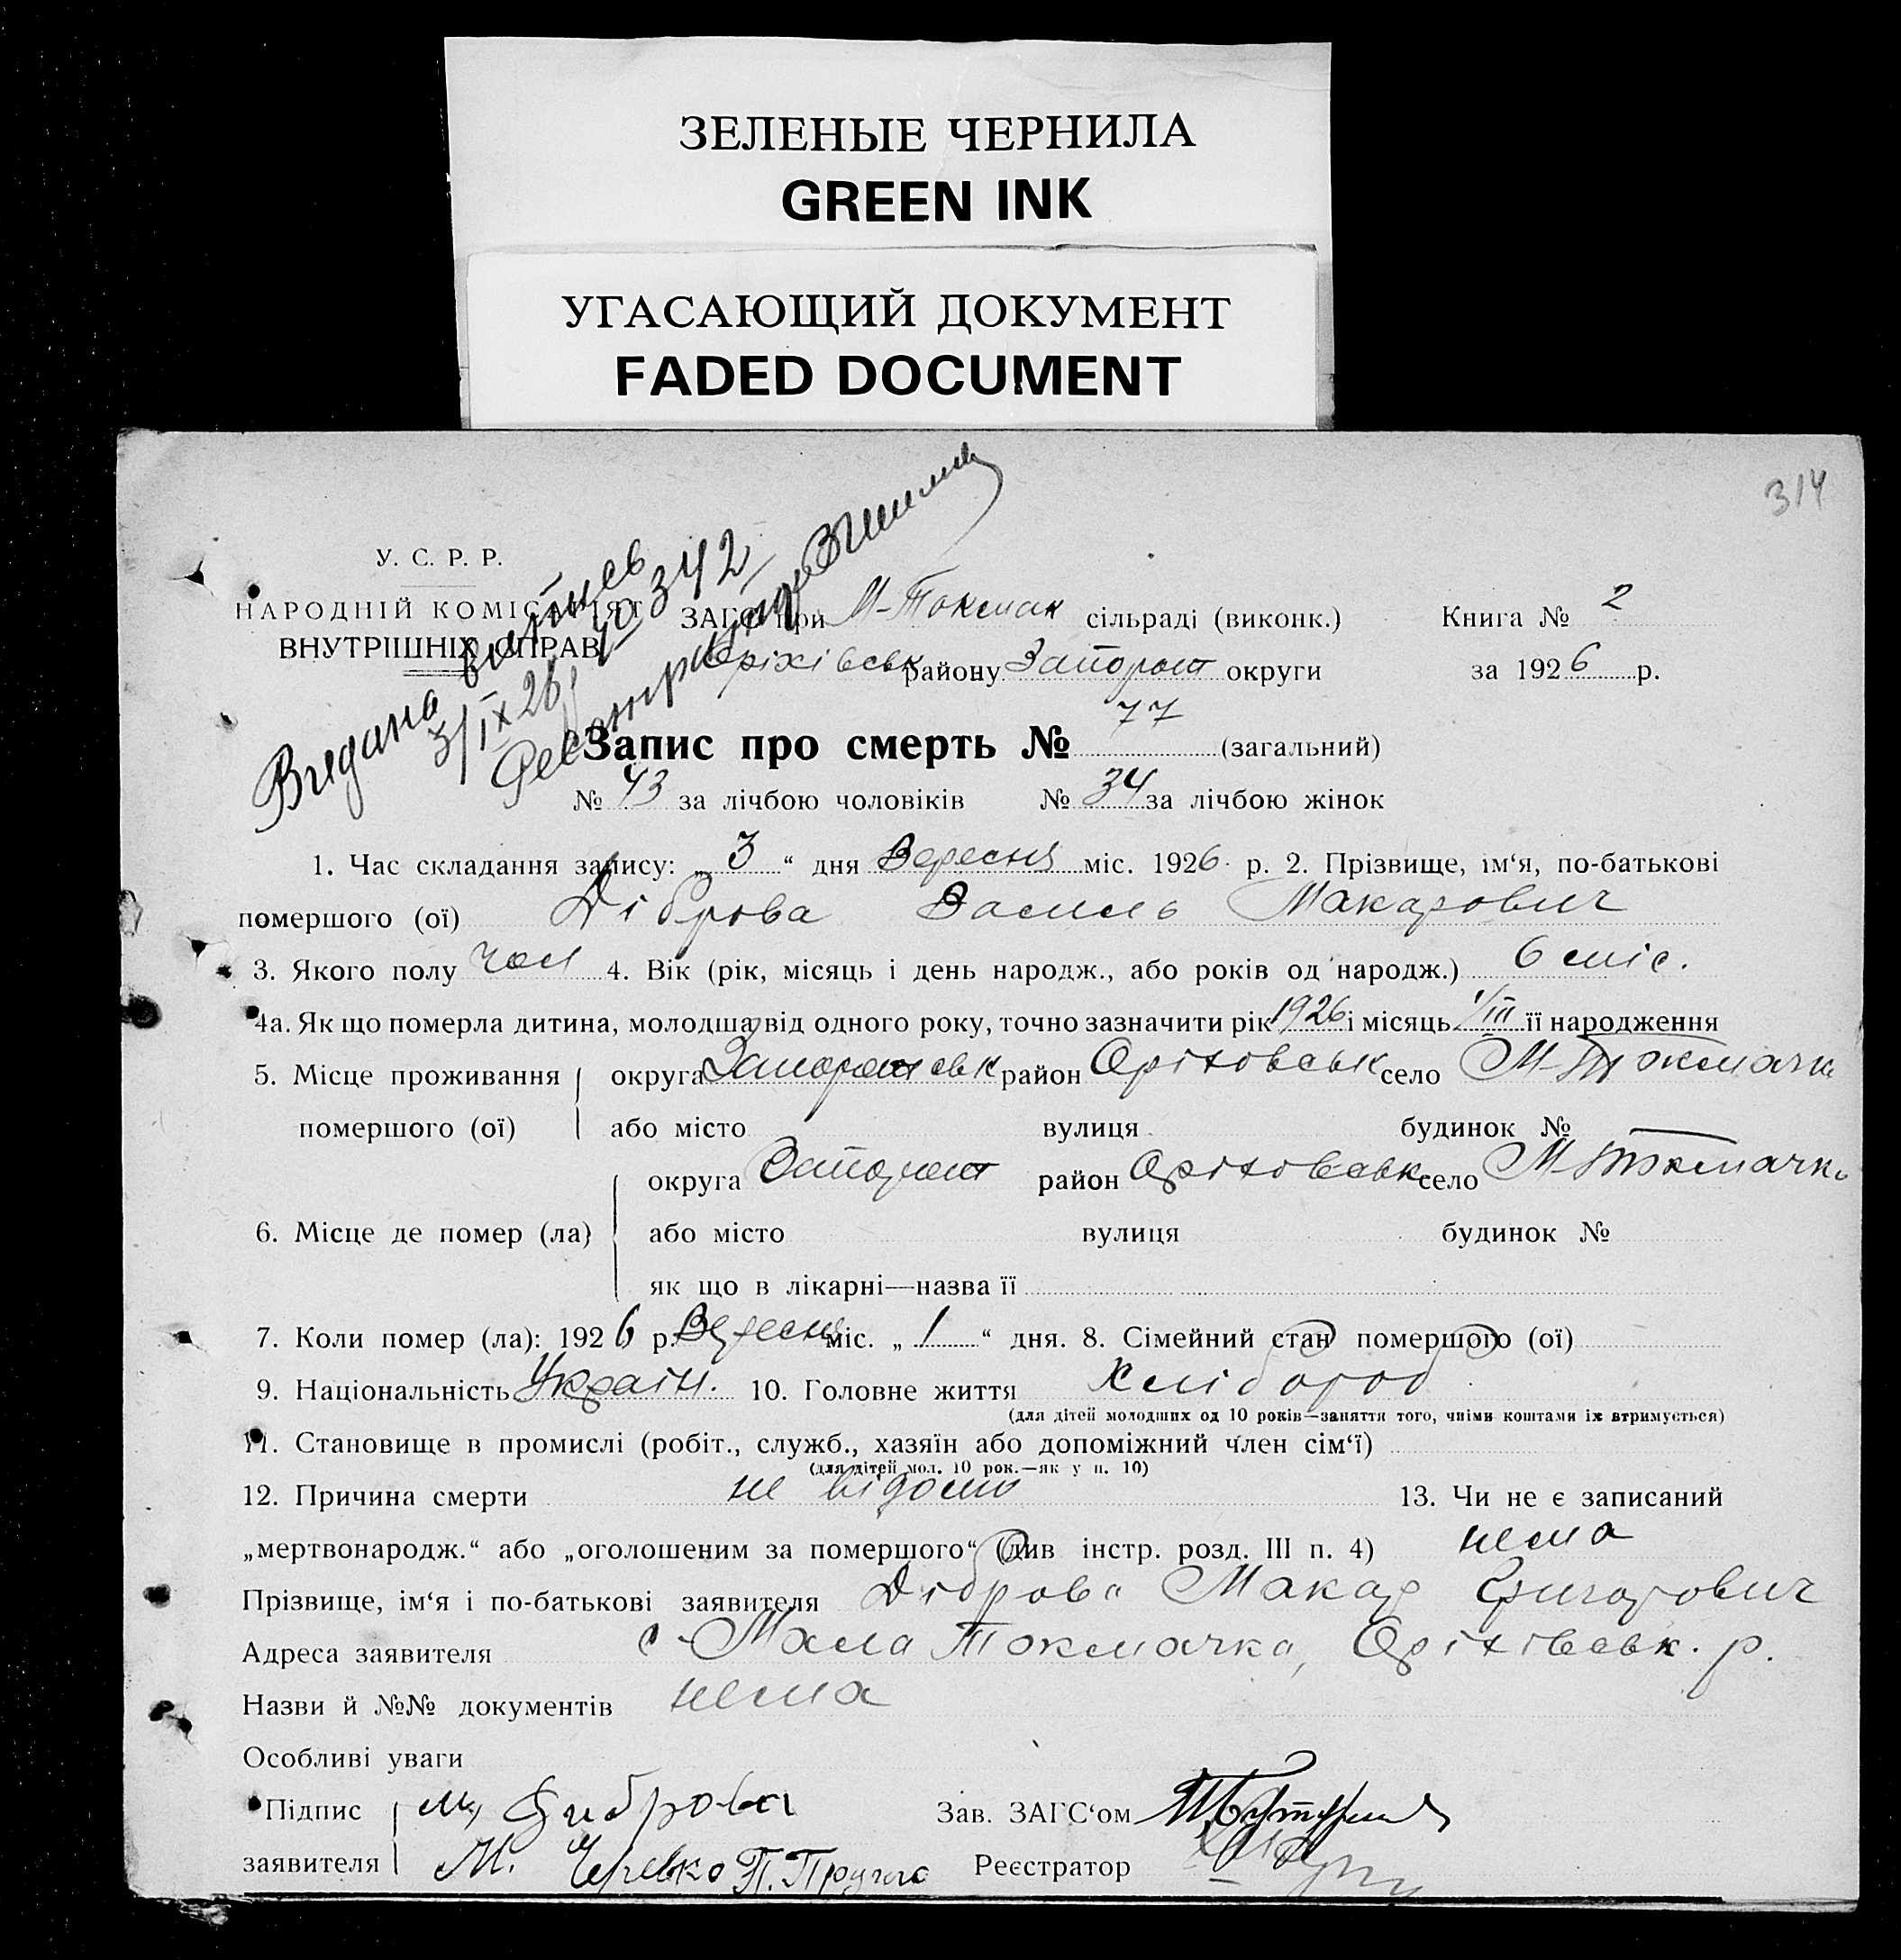 ЗЕЛЕНЫЕ ЧЕРНИЛА
GREEN INK
УГАСАЮЩИЙ ДОКУМЕНТ
FADED DOCUMENT
314
У. С. Р. Р.
НАРОДНІЙ КОМІСАРІЯТ
ВНУТРІШНІХ СПРАВ
3/IX 26 342
ЗАГС при М-Токмач сільраді (виконк.) Книга № 2
Оріхівськ району Запорож округи за 1926 р.
Запис про смерть № 77 (загальний)
№ 43 за лічбою чоловіків № 34 за лічбою жінок
1. Час складання запису: „ 3 “ дня Вересня міс. 1926 р. 2. Прізвище, ім‘я, по-батькові
помершого (ої) Діброва Василь Макарович
3. Якого полу чол 4. Вік (рік, місяць і день народж., або років од народж.) 6 міс.
4а. Як що померла дитина, молодша від одного року, точно зазначити рік 1926 і місяць 1/III її народження
5. Місце проживання округа Запорожськ район Оріховськ село М-Токмачка
помершого (ої) або місто вулиця будинок №
округа Запорож район Оріховськ село М-Токмачка
6. Місце де помер (ла) або місто вулиця будинок №
як що в лікарні—назва її
7. Коли помер (ла): 1926 р. Вересня міс. „ 1 “ дня. 8. Сімейний стан помершого (ої)
9. Національність Україн. 10. Головне життя Хлібороб
(для дітей молодших од 10 років—заняття того, чиїми коштами їх втримується)
11. Становище в промислі (робіт., служб., хазяїн або допоміжний член сім‘ї)
(для дітей мол. 10 рок.—як у п. 10)
12. Причина смерти не відомо 13. Чи не є записаний
„мертвонародж.“ або „оголошеним за помершого“ (див інстр. розд. III п. 4) нема
Прізвище, ім‘я і по-батькові заявителя Діброва Макар Григорович
Адреса заявителя с. Мала Токмачка, Оріхівськ. р.
Назви й №№ документів нема
Особливі уваги
Підпис М. Диброва Зав. ЗАГС‘ом
заявителя М. Черевко П. Реєстратор